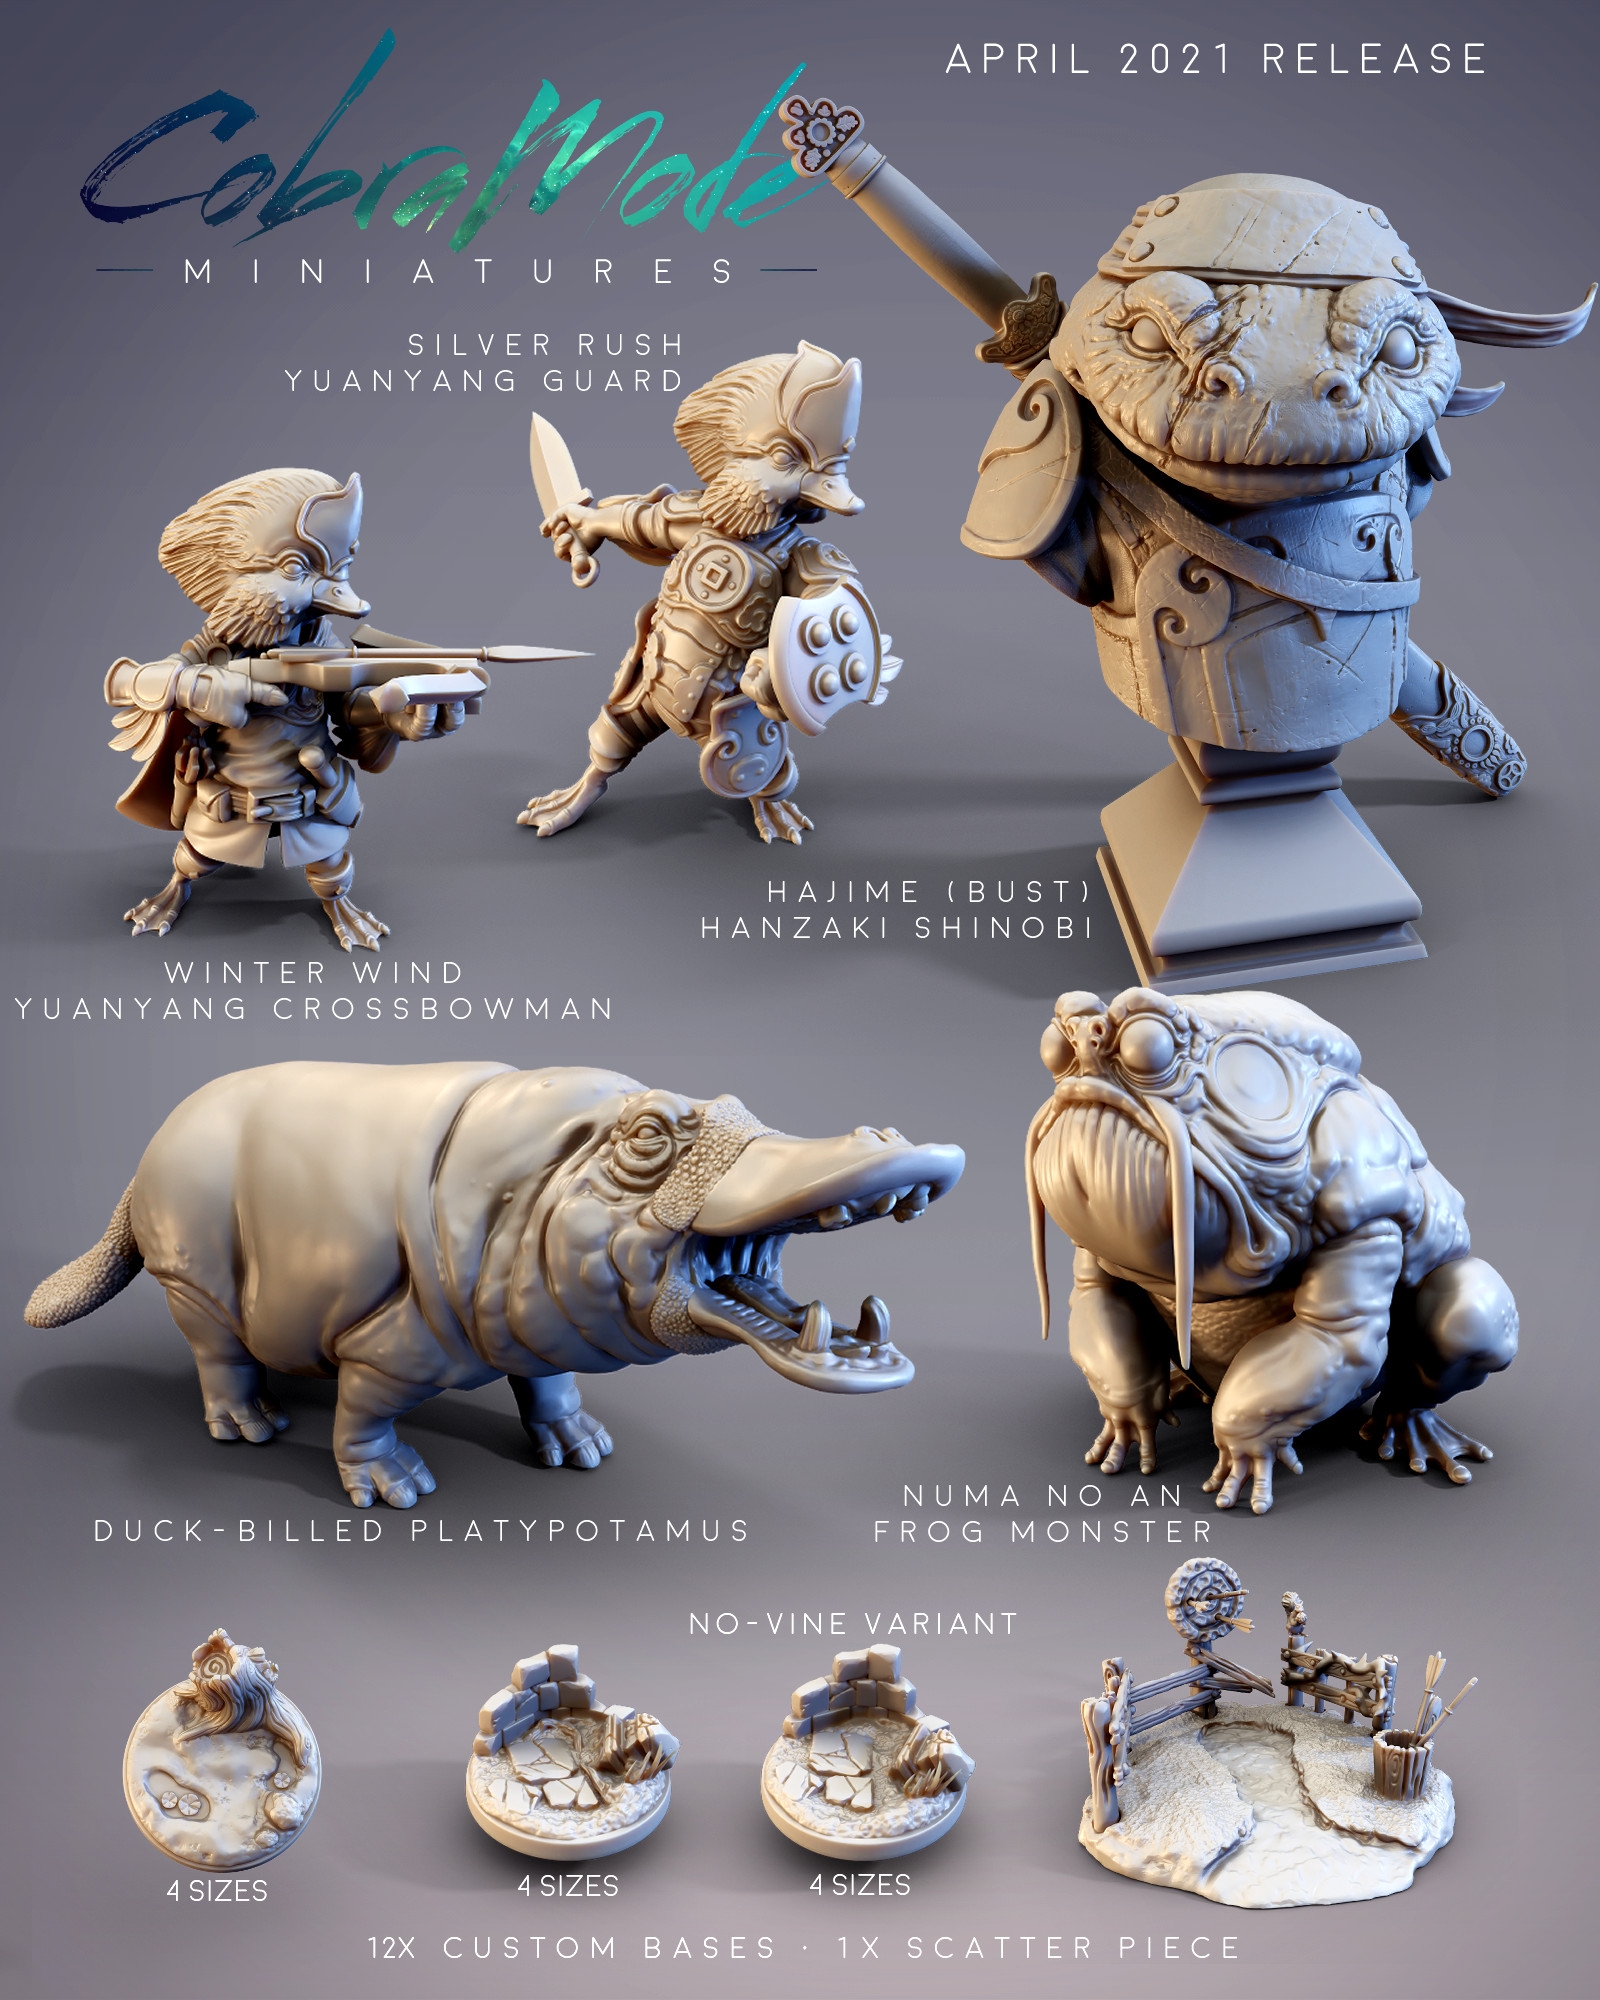 APRIL 2021 RELEASE
CobraMode
MINIATURES
SILVER RUSH
YUANYANG GUARD
HAJIME (BUST)
HANZAKI SHINOBI
WINTER WIND
YUANYANG CROSSBOWMAN
DUCK-BILLED PLATYPOTAMUS
NUMA NO AN
FROG MONSTER
NO-VINE VARIANT
4 SIZES
4 SIZES
4 SIZES
12X CUSTOM BASES · 1X SCATTER PIECE